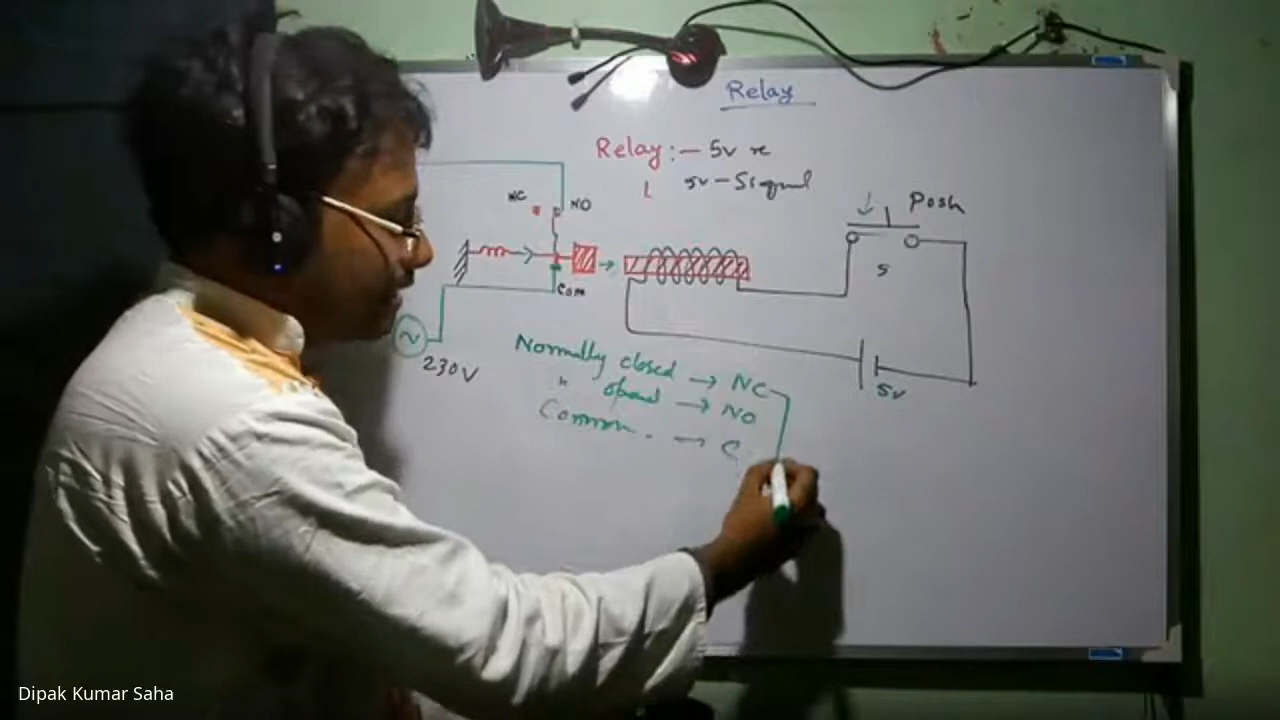 Relay
Relay :— 5v re
5v — Signal
Posh
NC NO
S
Com
230V
5v
Normally closed → NC
" → NO
Common. → C
Dipak Kumar Saha